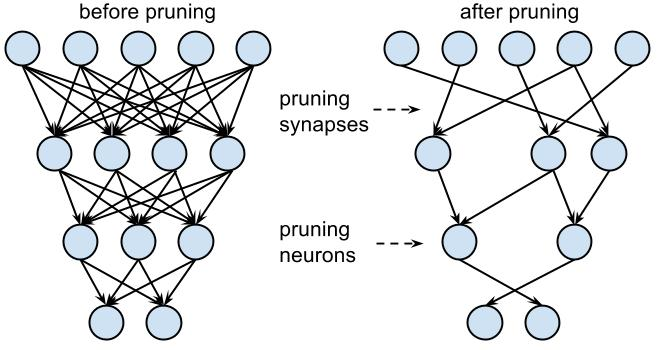 before pruning
after pruning
pruning
synapses
pruning
neurons